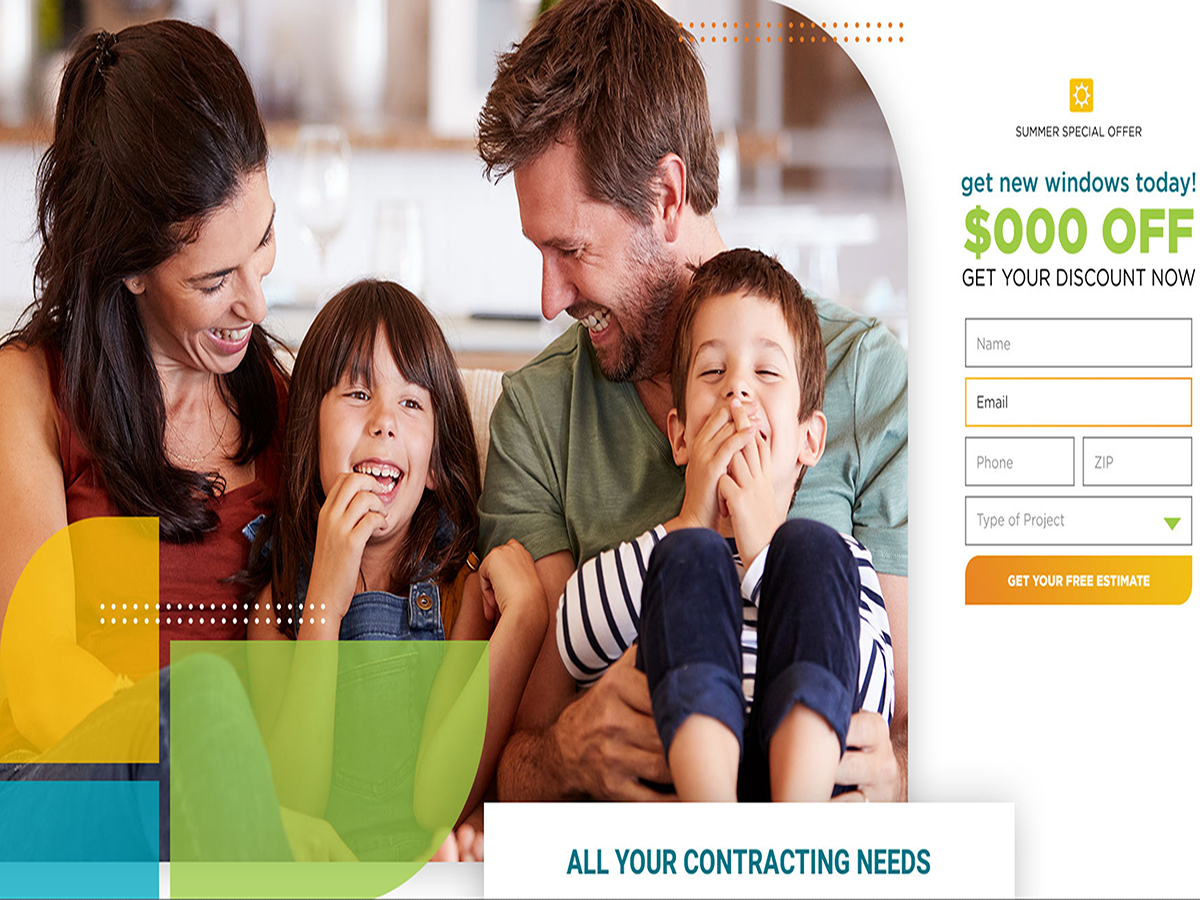 SUMMER SPECIAL OFFER
get new windows today!
$000 OFF
GET YOUR DISCOUNT NOW
Name
Email
Phone ZIP
Type of Project
GET YOUR FREE ESTIMATE
ALL YOUR CONTRACTING NEEDS